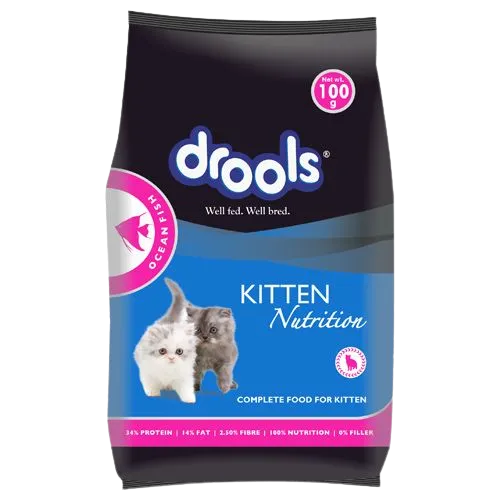 Net wt.
100
g
drools®
Well fed. Well bred.
OCEAN FISH
KITTEN
Nutrition
COMPLETE FOOD FOR KITTEN
34% PROTEIN | 14% FAT | 2.50% FIBRE | 100% NUTRITION | 0% FILLER